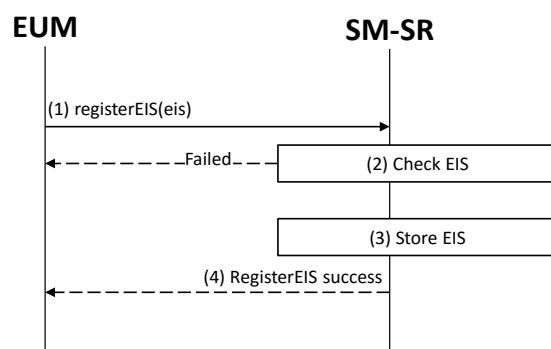 EUM SM-SR
(1) registerEIS(eis)
Failed
(2) Check EIS
(3) Store EIS
(4) RegisterEIS success